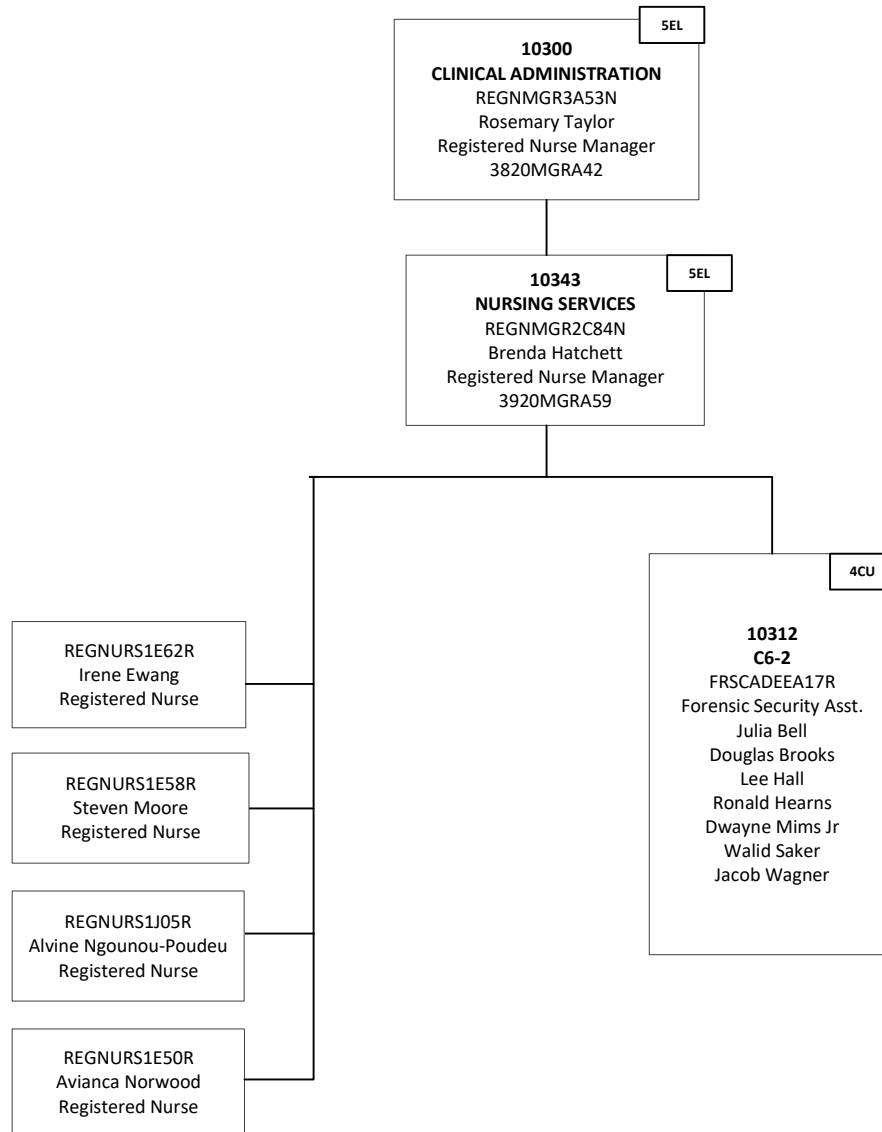 5EL
10300
CLINICAL ADMINISTRATION
REGNMGR3A53N
Rosemary Taylor
Registered Nurse Manager
3820MGRA42
5EL
10343
NURSING SERVICES
REGNMGR2C84N
Brenda Hatchett
Registered Nurse Manager
3920MGRA59
REGNURS1E62R
Irene Ewang
Registered Nurse
REGNURS1E58R
Steven Moore
Registered Nurse
REGNURS1J05R
Alvine Ngounou-Poudeu
Registered Nurse
REGNURS1E50R
Avianca Norwood
Registered Nurse
4CU
10312
C6-2
FRSCADEEA17R
Forensic Security Asst.
Julia Bell
Douglas Brooks
Lee Hall
Ronald Hearns
Dwayne Mims Jr
Walid Saker
Jacob Wagner